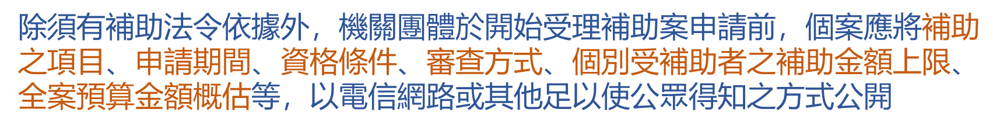 除須有補助法令依據外，機關團體於開始受理補助案申請前，個案應將補助
之項目、申請期間、資格條件、審查方式、個別受補助者之補助金額上限、
全案預算金額概估等，以電信網路或其他足以使公眾得知之方式公開